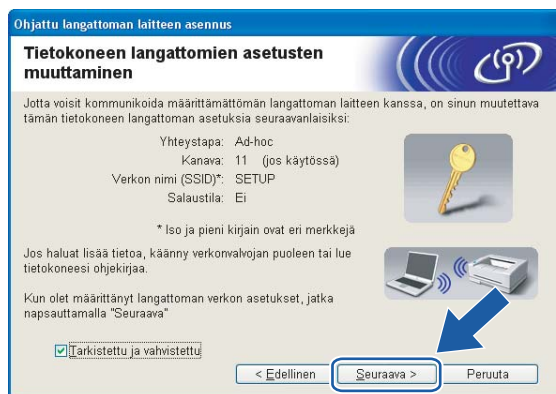 Ohjattu langattoman laitteen asennus
Tietokoneen langattomien asetusten
muuttaminen
Jotta voisit kommunikoida määrittämättömän langattoman laitteen kanssa, on sinun muutettava
tämän tietokoneen langattoman asetuksia seuraavanlaisiksi:
Yhteystapa: Ad-hoc
Kanava: 11 (jos käytössä)
Verkon nimi (SSID)*: SETUP
Salaustila: Ei
* Iso ja pieni kirjain ovat eri merkkejä
Jos haluat lisää tietoa, käänny verkonvalvojan puoleen tai lue
tietokoneesi ohjekirjaa.
Kun olet määrittänyt langattoman verkon asetukset, jatka
napsauttamalla "Seuraava"
Tarkistettu ja vahvistettu
< Edellinen Seuraava > Peruuta